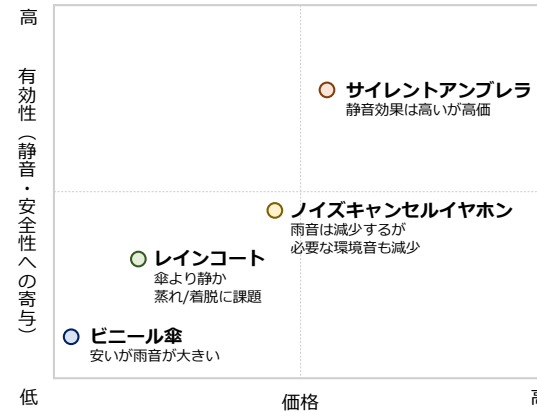 高
有効性（静音・安全性への寄与）
サイレントアンブレラ
静音効果は高いが高価
ノイズキャンセルイヤホン
雨音は減少するが
必要な環境音も減少
レインコート
傘より静か
蒸れ/着脱に課題
ビニール傘
安いが雨音が大きい
低
価格
高